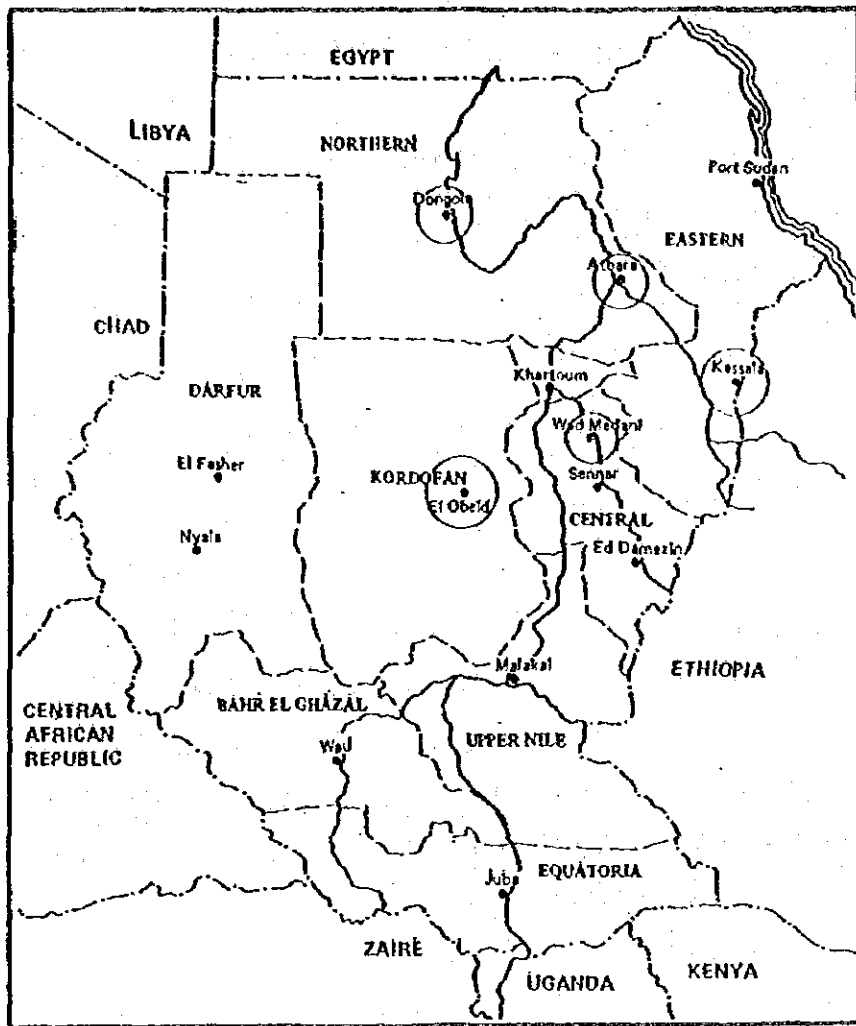 EGYPT
LIBYA
NORTHERN
Port Sudan
Dongola
EASTERN
Atbara
CHAD
Khartoum
Kassala
DARFUR
Wad Medani
El Fasher
KORDOFAN
Sennar
El Obeid
CENTRAL
Nyala
Ed Damazin
Malakal
ETHIOPIA
BAHR EL GHÀZAL
CENTRAL
AFRICAN
REPUBLIC
UPPER NILE
Wau
EQUÀTORIA
Juba
ZAIRE
UGANDA
KENYA